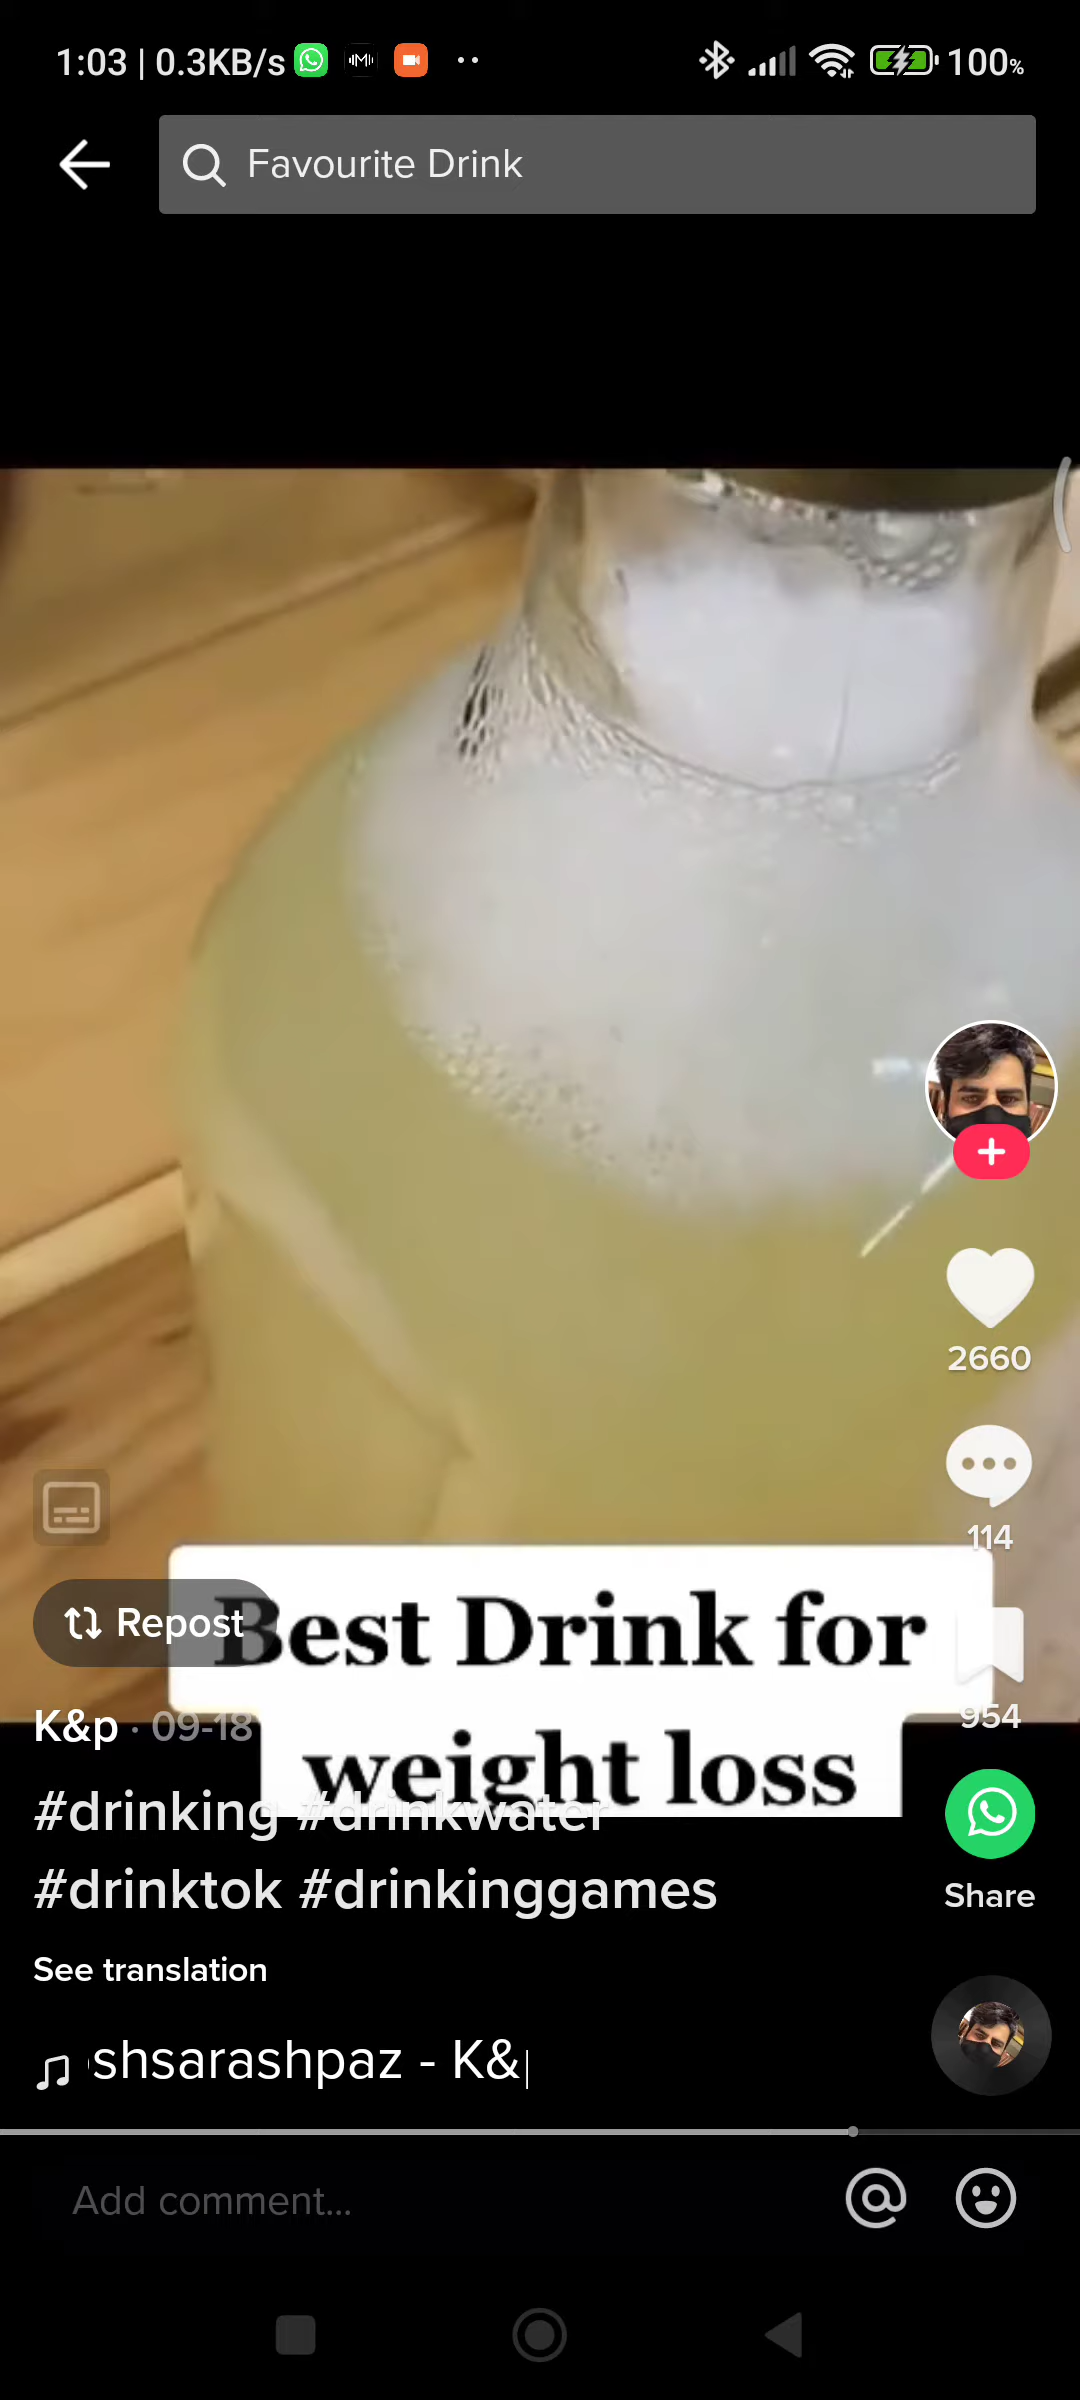 1:03 | 0.3KB/s
100%
Favourite Drink
2660
114
Best Drink for
weight loss
Repost
954
K&p · 09-18
#drinking #drinkwater
#drinktok #drinkinggames
Share
See translation
shsarashpaz - K&
Add comment...